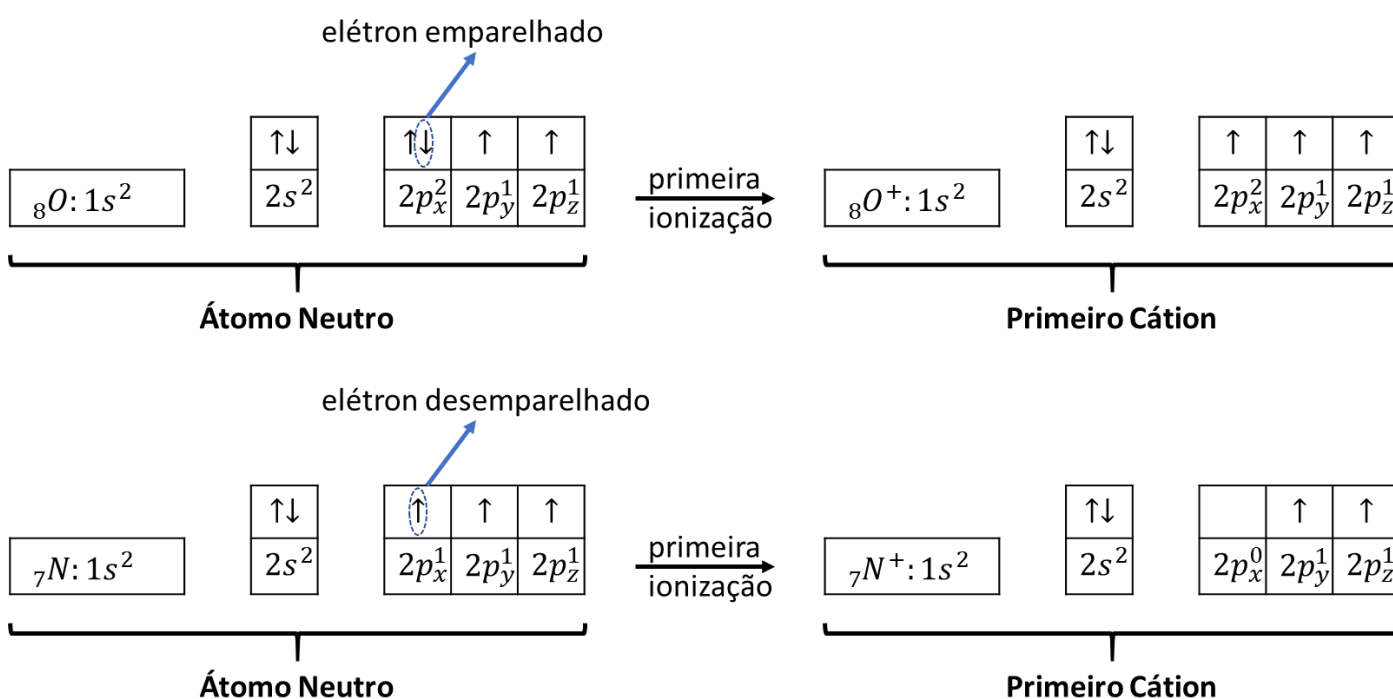 elétron emparelhado
↑↓ ↑↓ ↑ ↑ ↑↓ ↑ ↑ ↑
₈O: 1s² 2s² 2pₓ² 2p_y¹ 2p_z¹ primeira ionização ₈O⁺: 1s² 2s² 2pₓ² 2p_y¹ 2p_z¹
Átomo Neutro Primeiro Cátion
elétron desemparelhado
↑↓ ↑ ↑ ↑ ↑↓ ↑ ↑
₇N: 1s² 2s² 2pₓ¹ 2p_y¹ 2p_z¹ primeira ionização ₇N⁺: 1s² 2s² 2pₓ⁰ 2p_y¹ 2p_z¹
Átomo Neutro Primeiro Cátion